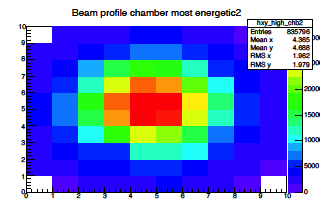 Beam profile chamber most energetic2
hxy_high_chb2
Entries 835796
Mean x 4.365
Mean y 4.688
RMS x 1.962
RMS y 1.979
10
9
8
7
6
5
4
3
2
1
0
0 1 2 3 4 5 6 7 8 9 10
20000
15000
10000
5000
0